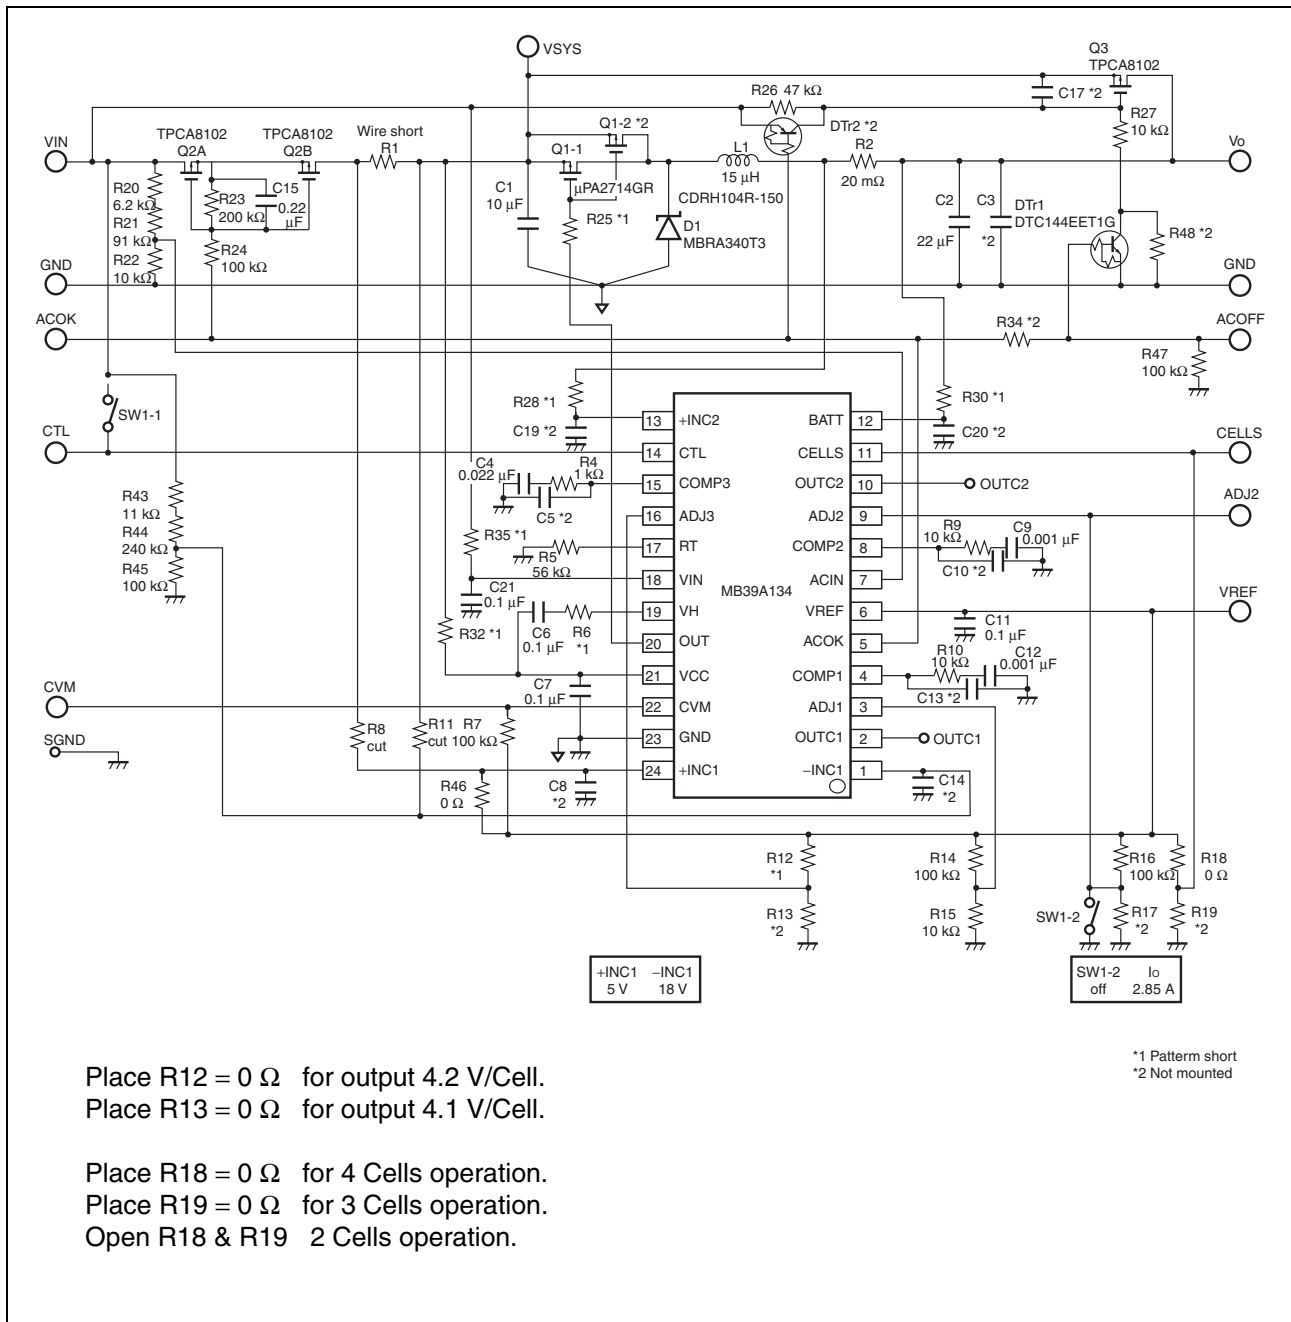 VSYS
Q3
TPCA8102
R26 47 kΩ
C17 *2
R27
10 kΩ
VIN
TPCA8102
Q2A
TPCA8102
Q2B
Wire short
R1
Q1-2 *2
Q1-1
DTr2 *2
L1
15 μH
CDRH104R-150
R2
20 mΩ
Vo
R20
6.2 kΩ
R21
91 kΩ
R22
10 kΩ
R23
200 kΩ
C15
0.22
μF
R24
100 kΩ
C1
10 μF
μPA2714GR
R25 *1
D1
MBRA340T3
C2
22 μF
C3
*2
DTr1
DTC144EET1G
R48 *2
GND
GND
ACOK
R34 *2
ACOFF
R47
100 kΩ
SW1-1
R28 *1
C19 *2
R30 *1
C20 *2
CTL
CELLS
13 +INC2
BATT 12
14 CTL
CELLS 11
15 COMP3
OUTC2 10
OUTC2
16 ADJ3
ADJ2 9
ADJ2
17 RT
COMP2 8
18 VIN
MB39A134
ACIN 7
19 VH
VREF 6
VREF
20 OUT
ACOK 5
21 VCC
COMP1 4
22 CVM
ADJ1 3
23 GND
OUTC1 2
OUTC1
24 +INC1
−INC1 1
C4
0.022 μF
R4
1 kΩ
C5 *2
R43
11 kΩ
R44
240 kΩ
R45
100 kΩ
R35 *1
R5
56 kΩ
C21
0.1 μF
R32 *1
C6
0.1 μF
R6
*1
R9
10 kΩ
C9
0.001 μF
C10 *2
C11
0.1 μF
R10
10 kΩ
C12
0.001 μF
C13 *2
C7
0.1 μF
CVM
SGND
R8
cut
R11
cut
R7
100 kΩ
R46
0 Ω
C8
*2
C14
*2
R12
*1
R13
*2
R14
100 kΩ
R15
10 kΩ
R16
100 kΩ
R18
0 Ω
SW1-2
R17
*2
R19
*2
+INC1 −INC1
5 V 18 V
SW1-2 Io
off 2.85 A
*1 Patterm short
*2 Not mounted
Place R12 = 0 Ω for output 4.2 V/Cell.
Place R13 = 0 Ω for output 4.1 V/Cell.
Place R18 = 0 Ω for 4 Cells operation.
Place R19 = 0 Ω for 3 Cells operation.
Open R18 & R19 2 Cells operation.